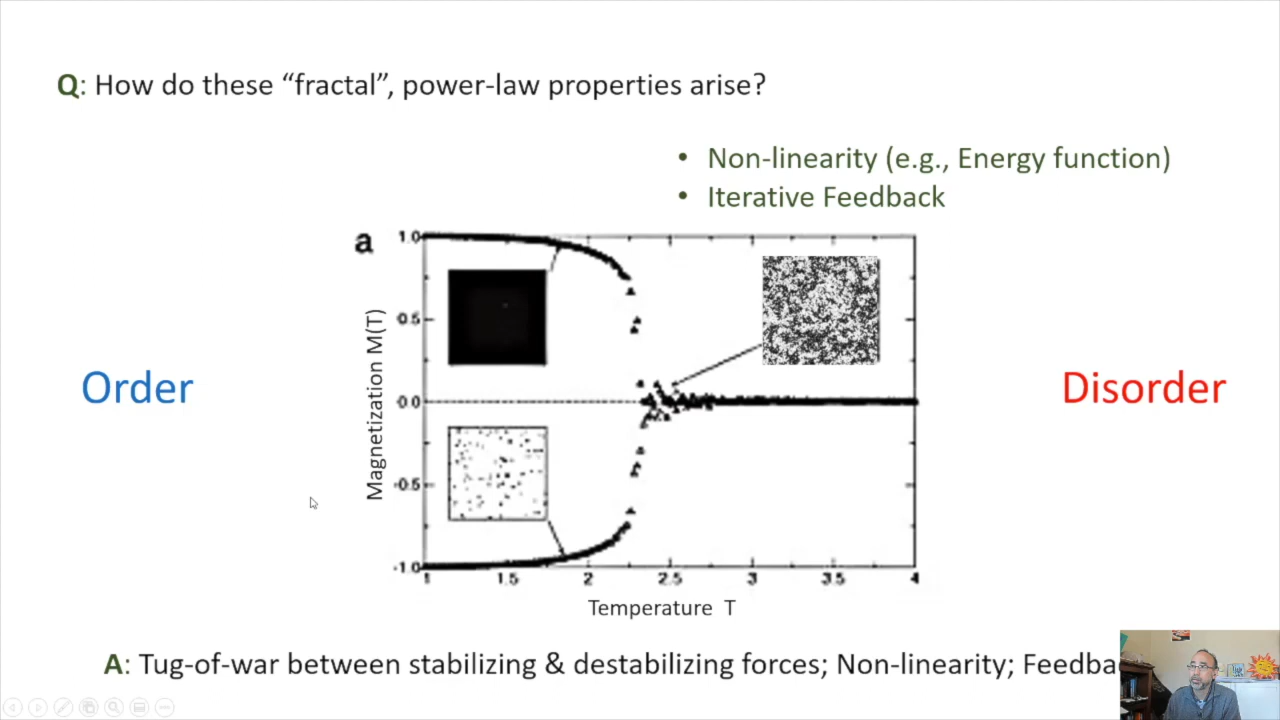 Q: How do these “fractal”, power-law properties arise?
• Non-linearity (e.g., Energy function)
• Iterative Feedback
a
1.0
0.5
0.0
-0.5
-1.0
Magnetization M(T)
1 1.5 2 2.5 3 3.5 4
Temperature T
Order
Disorder
A: Tug-of-war between stabilizing & destabilizing forces; Non-linearity;